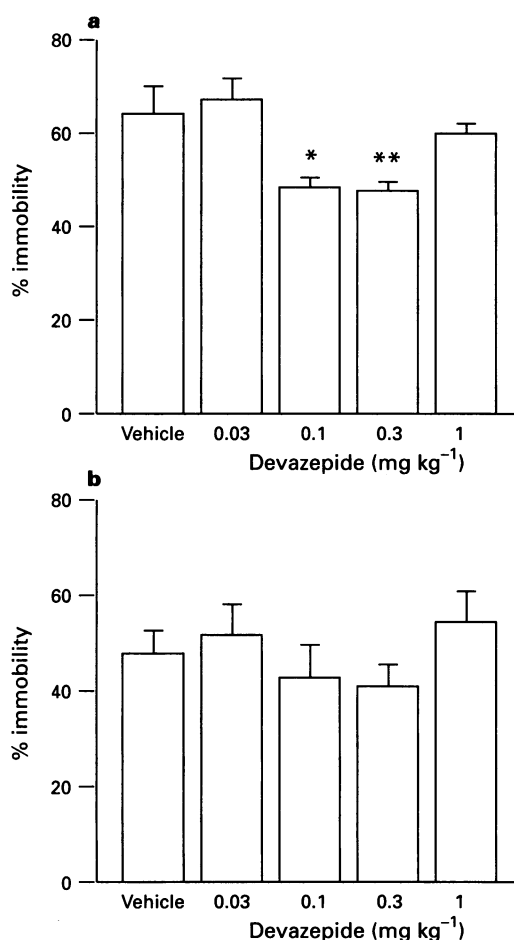 a
80
60
40
20
0
% immobility
*
**
Vehicle 0.03 0.1 0.3 1
Devazepide (mg kg⁻¹)
b
80
60
40
20
0
% immobility
Vehicle 0.03 0.1 0.3 1
Devazepide (mg kg⁻¹)